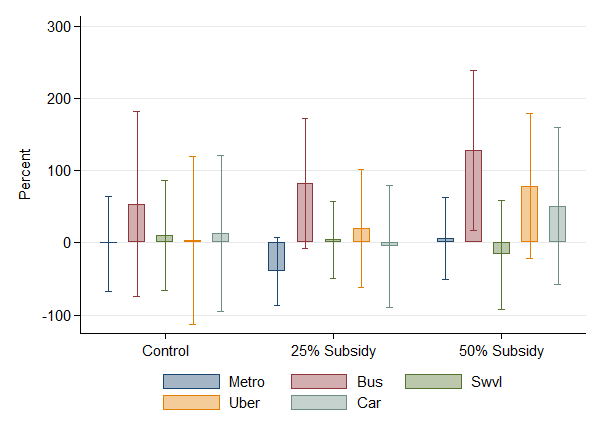 300
200
100
0
-100
Percent
Control 25% Subsidy 50% Subsidy
Metro Bus Swvl
Uber Car